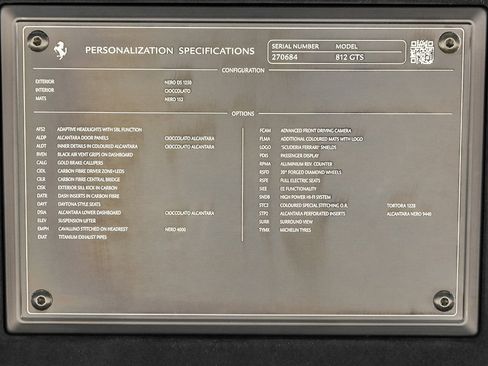 PERSONALIZATION SPECIFICATIONS
SERIAL NUMBER MODEL
270684 812 GTS
CONFIGURATION
EXTERIOR NERO DS 1250
INTERIOR CIOCCOLATO
MATS NERO 152
OPTIONS
AFS2 ADAPTIVE HEADLIGHTS WITH SBL FUNCTION
ALDP ALCANTARA DOOR PANELS CIOCCOLATO ALCANTARA
ALDT INNER DETAILS IN COLOURED ALCANTARA CIOCCOLATO ALCANTARA
BVEN BLACK AIR VENT GRIPS ON DASHBOARD
CALG GOLD BRAKE CALLIPERS
CIDL CARBON FIBRE DRIVER ZONE+LEDS
CILR CARBON FIBRE CENTRAL BRIDGE
CISK EXTERIOR SILL KICK IN CARBON
DATR DASH INSERTS IN CARBON FIBRE
DAYT DAYTONA STYLE SEATS
DSIA ALCANTARA LOWER DASHBOARD CIOCCOLATO ALCANTARA
ELEV SUSPENSION LIFTER
EMPH CAVALLINO STITCHED ON HEADREST NERO 4000
EXAT TITANIUM EXHAUST PIPES
FCAM ADVANCED FRONT DRIVING CAMERA
FLMA ADDITIONAL COLOURED MATS WITH LOGO
LOGO "SCUDERIA FERRARI" SHIELDS
PDIS PASSENGER DISPLAY
RPMA ALUMINIUM REV. COUNTER
RSFD 20" FORGED DIAMOND WHEELS
RSTE FULL ELECTRIC SEATS
SIEE EE FUNCTIONALITY
SNDB HIGH POWER HI-FI SYSTEM
STC2 COLOURED SPECIAL STITCHING O.R. TORTORA 1228
STP2 ALCANTARA PERFORATED INSERTS ALCANTARA NERO 9440
SURR SURROUND VIEW
TYMX MICHELIN TYRES